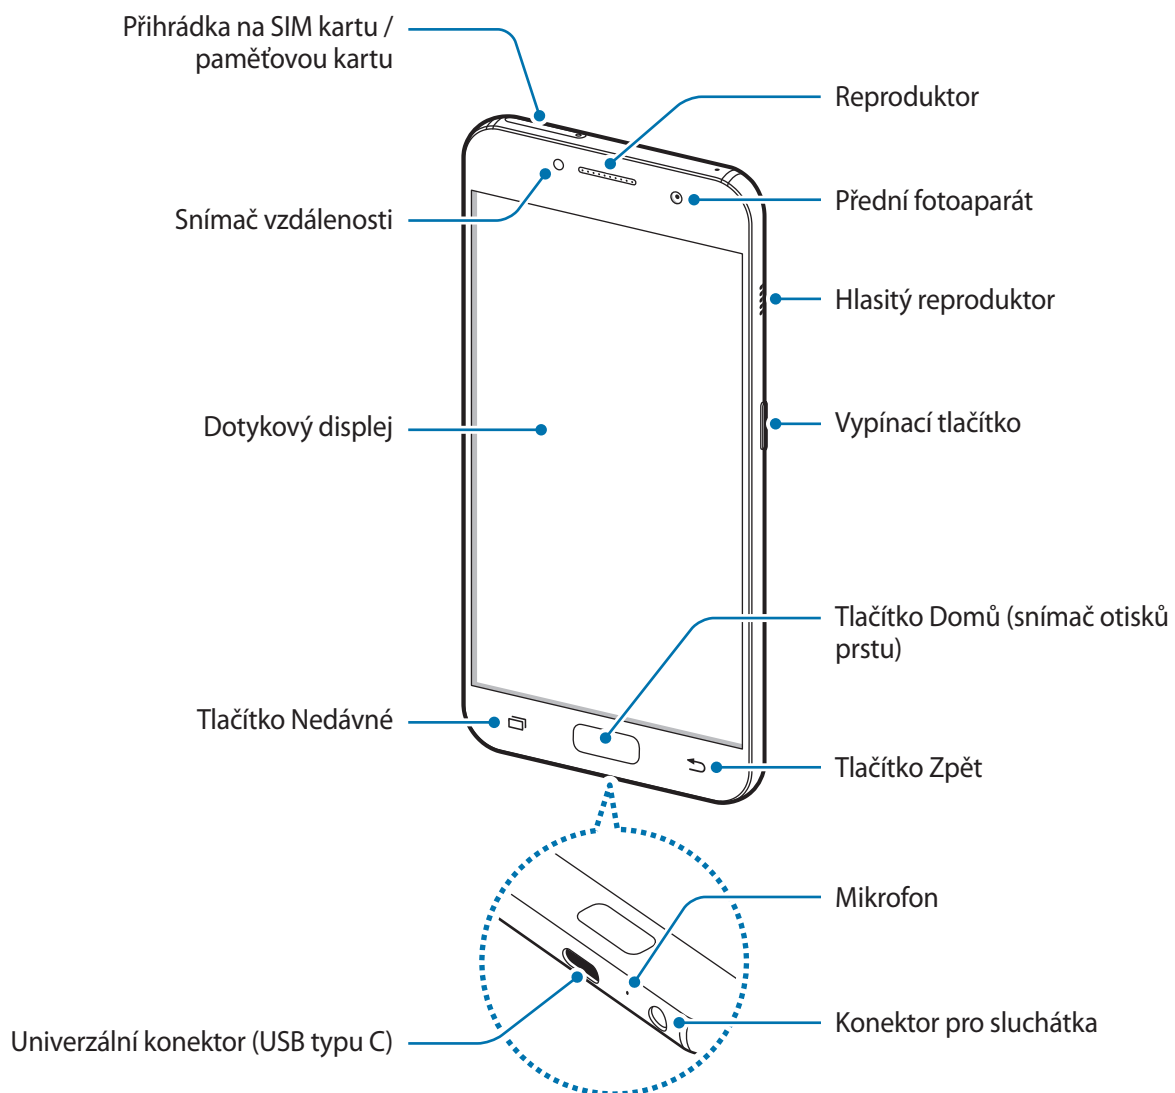 Přihrádka na SIM kartu /
paměťovou kartu
Reproduktor
Přední fotoaparát
Snímač vzdálenosti
Hlasitý reproduktor
Dotykový displej
Vypínací tlačítko
Tlačítko Domů (snímač otisků
prstu)
Tlačítko Nedávné
Tlačítko Zpět
Mikrofon
Konektor pro sluchátka
Univerzální konektor (USB typu C)